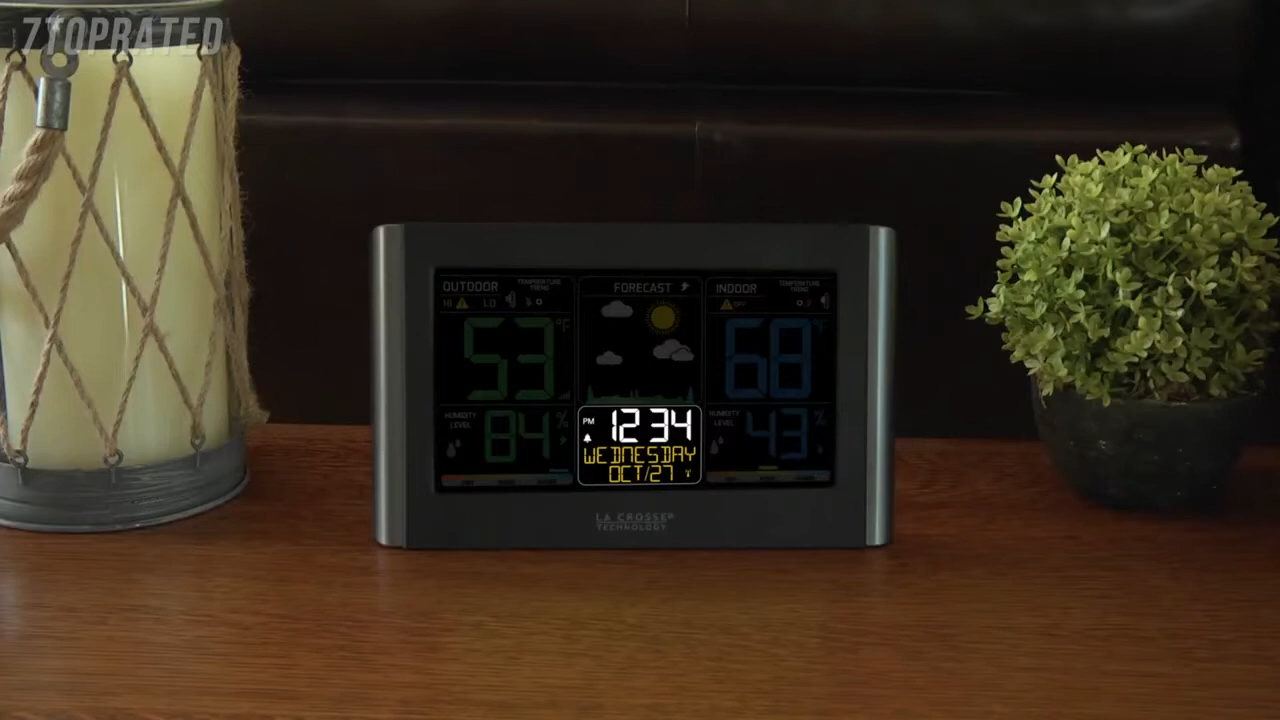 7TOPRATED
OUTDOOR
TEMPERATURE
TREND
HI LO
53°F
HUMIDITY
LEVEL
84%
FORECAST
PM 12 34
WEDNESDAY
OCT/27
INDOOR
TEMPERATURE
TREND
OFF
68°F
HUMIDITY
LEVEL
43%
LA CROSSE®
TECHNOLOGY